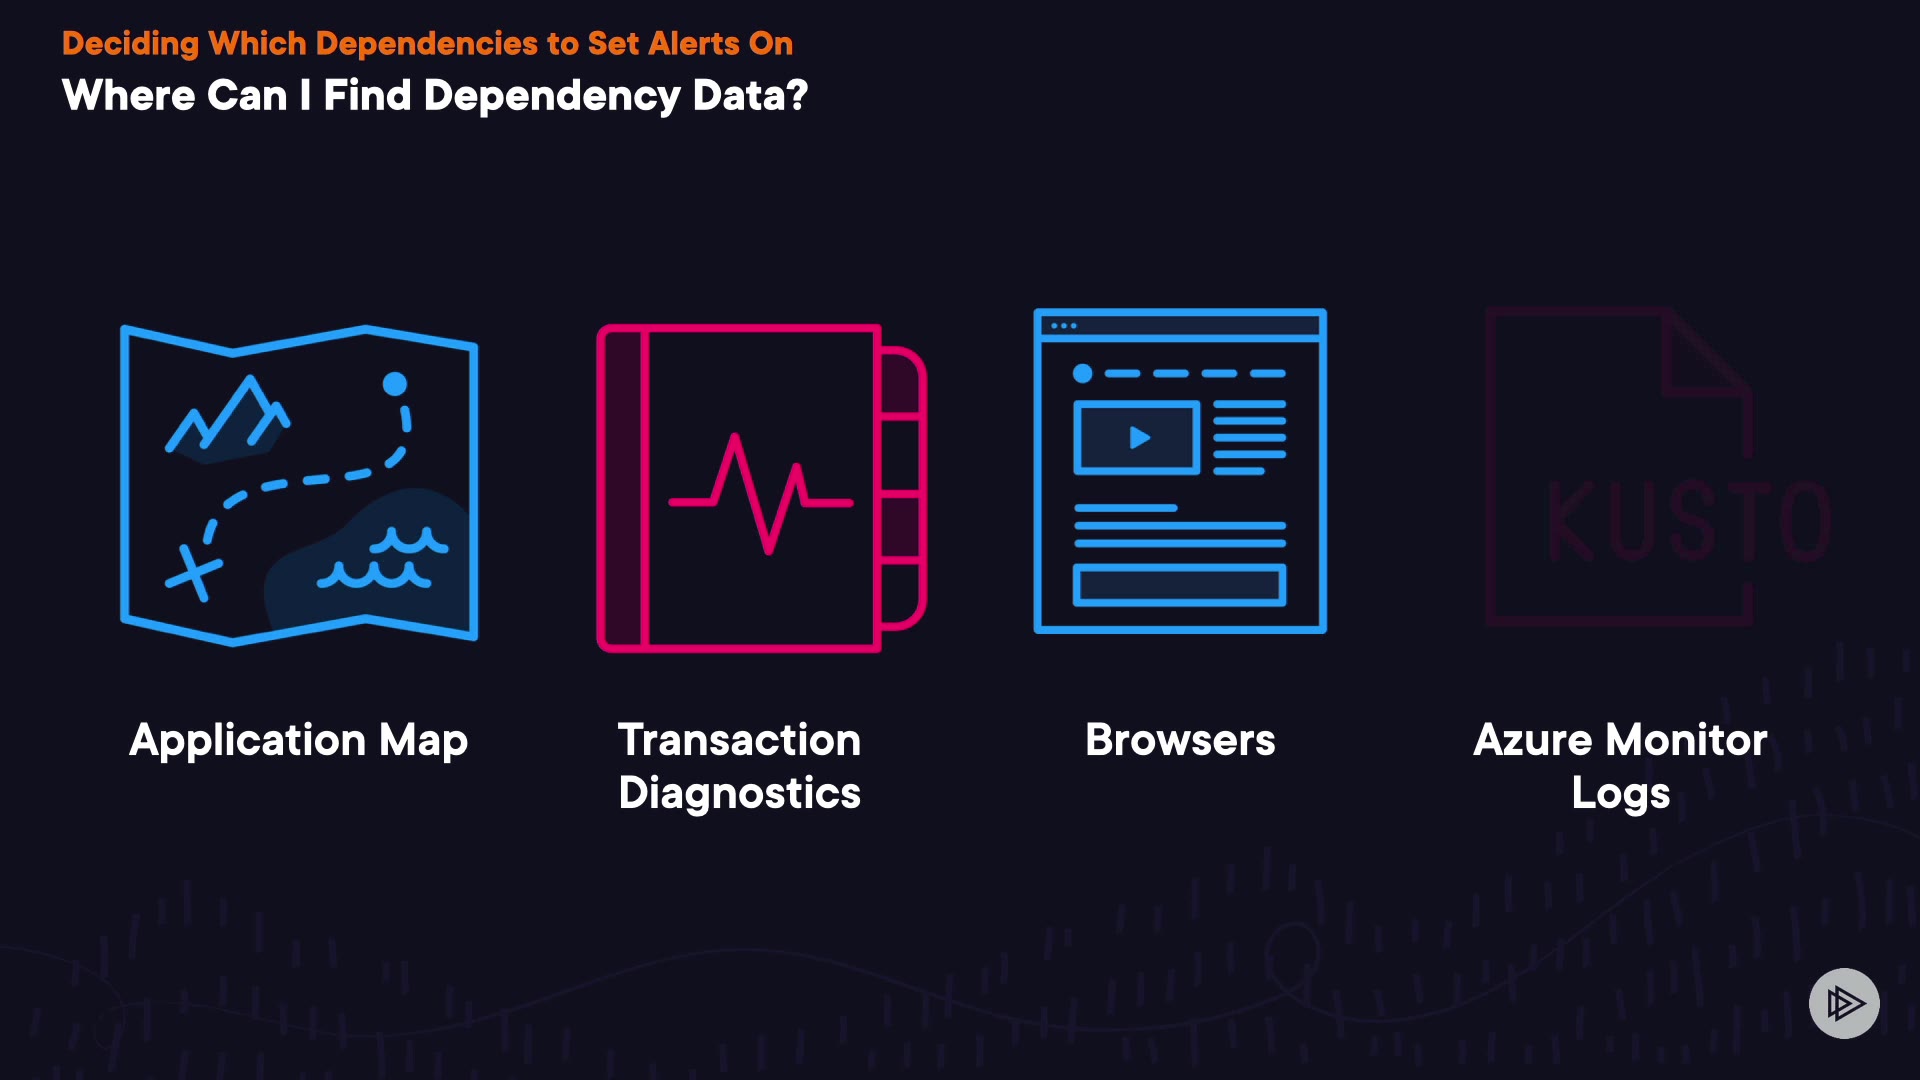 Deciding Which Dependencies to Set Alerts On
Where Can I Find Dependency Data?
KUSTO
Application Map
Transaction
Diagnostics
Browsers
Azure Monitor
Logs